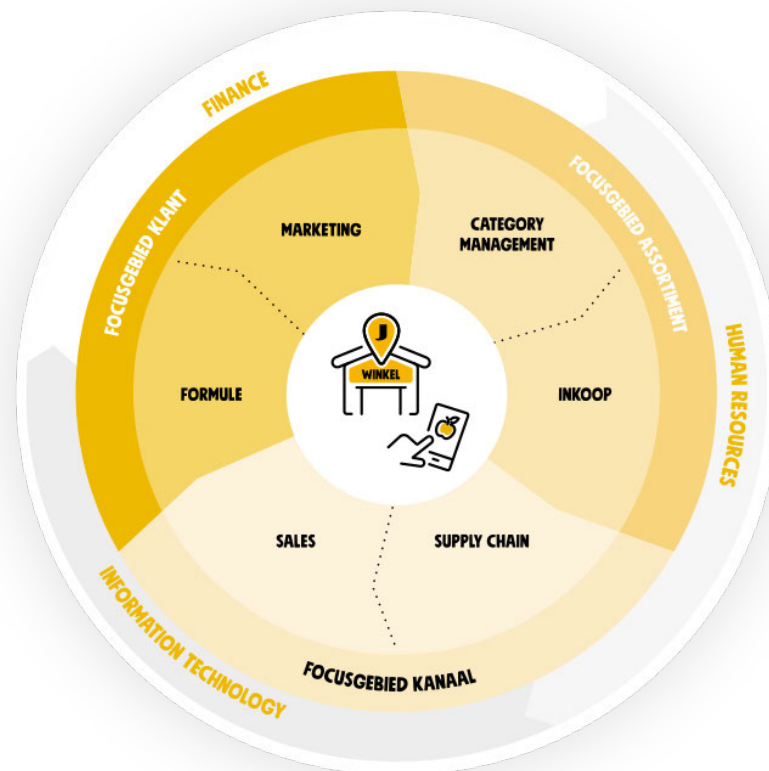 FINANCE
FOCUSGEBIED KLANT
FOCUSGEBIED ASSORTIMENT
MARKETING
CATEGORY
MANAGEMENT
J
WINKEL
HUMAN RESOURCES
FORMULE
INKOOP
SALES
SUPPLY CHAIN
INFORMATION TECHNOLOGY
FOCUSGEBIED KANAAL